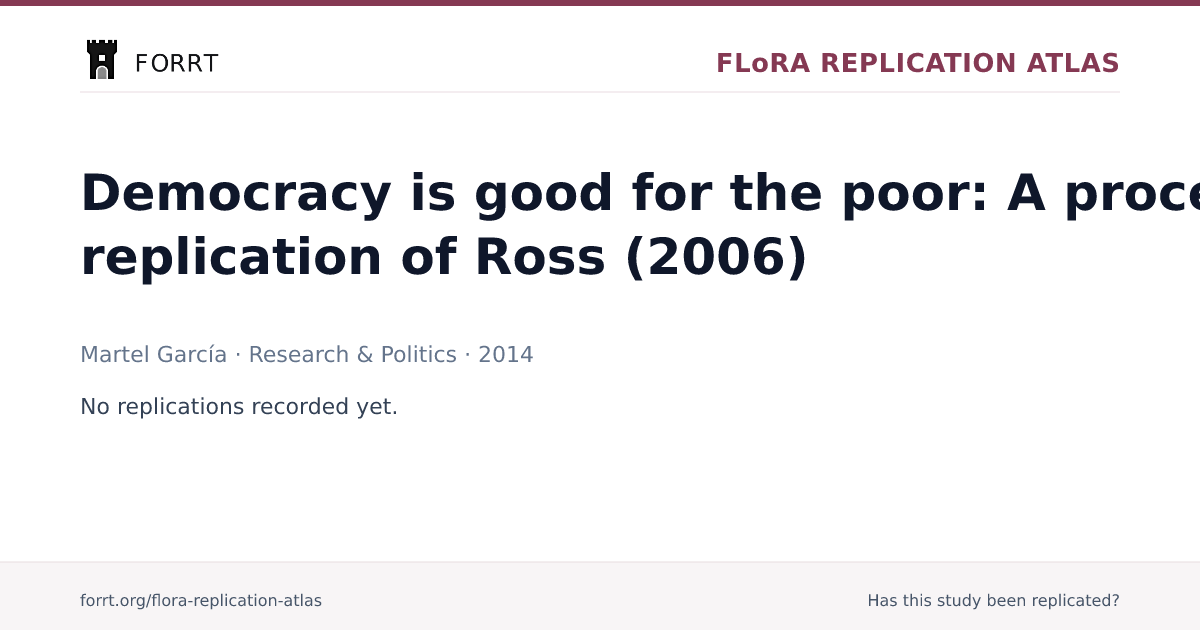 FORRT
FLoRA REPLICATION ATLAS
Democracy is good for the poor: A
replication of Ross (2006)
Martel García · Research & Politics · 2014
No replications recorded yet.
forrt.org/flora-replication-atlas
Has this study been replicated?